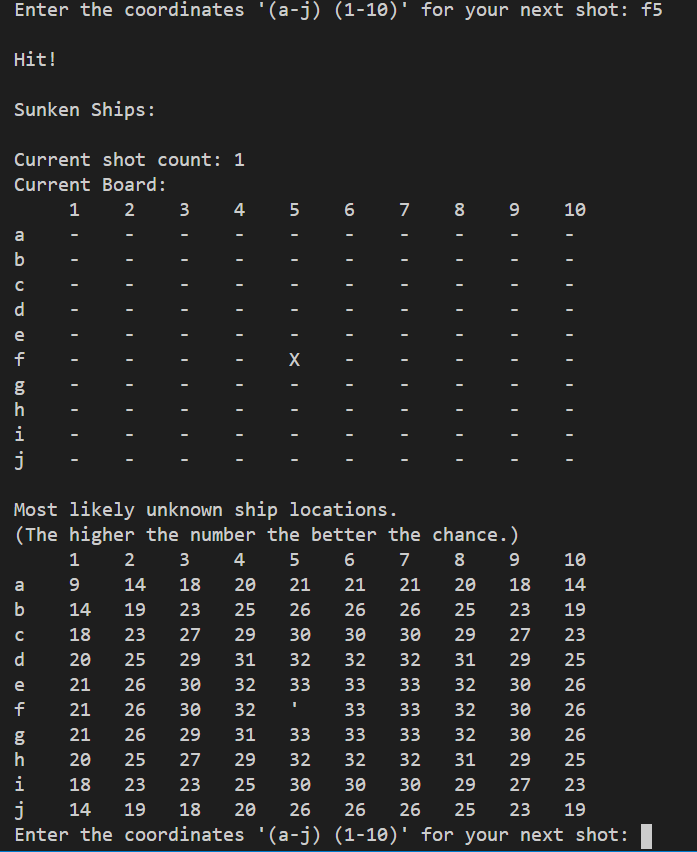 Enter the coordinates '(a-j) (1-10)' for your next shot: f5
Hit!
Sunken Ships:
Current shot count: 1
Current Board:
1 2 3 4 5 6 7 8 9 10
a - - - - - - - - - -
b - - - - - - - - - -
c - - - - - - - - - -
d - - - - - - - - - -
e - - - - - - - - - -
f - - - - X - - - - -
g - - - - - - - - - -
h - - - - - - - - - -
i - - - - - - - - - -
j - - - - - - - - - -
Most likely unknown ship locations.
(The higher the number the better the chance.)
1 2 3 4 5 6 7 8 9 10
a 9 14 18 20 21 21 21 20 18 14
b 14 19 23 25 26 26 26 25 23 19
c 18 23 27 29 30 30 30 29 27 23
d 20 25 29 31 32 32 32 31 29 25
e 21 26 30 32 33 33 33 32 30 26
f 21 26 30 32 ' 33 33 32 30 26
g 21 26 29 31 33 33 33 32 30 26
h 20 25 27 29 32 32 32 31 29 25
i 18 23 23 25 30 30 30 29 27 23
j 14 19 18 20 26 26 26 25 23 19
Enter the coordinates '(a-j) (1-10)' for your next shot: